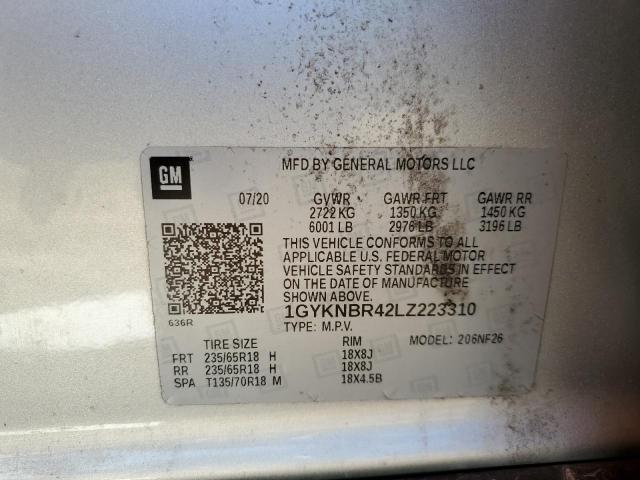 GM
MFD BY GENERAL MOTORS LLC
07/20 GVWR GAWR FRT GAWR RR
2722 KG 1350 KG 1450 KG
6001 LB 2976 LB 3196 LB
THIS VEHICLE CONFORMS TO ALL
APPLICABLE U.S. FEDERAL MOTOR
VEHICLE SAFETY STANDARDS IN EFFECT
ON THE DATE OF MANUFACTURE
SHOWN ABOVE.
636R
1GYKNBR42LZ223310
TYPE: M.P.V. MODEL: 206NF26
TIRE SIZE RIM
FRT 235/65R18 H 18X8J
RR 235/65R18 H 18X8J
SPA T135/70R18 M 18X4.5B